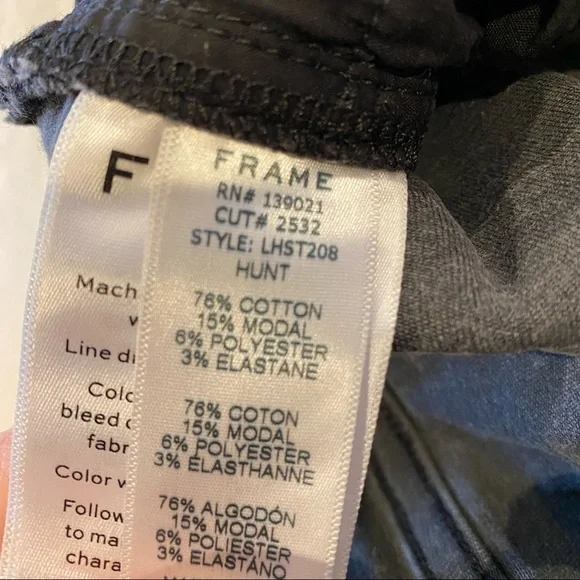 F
Mach
Line
bleed
fabr
Color
Follow
to ma
chara
FRAME
RN# 139021
CUT# 2532
STYLE: LHST208
HUNT
76% COTTON
15% MODAL
6% POLYESTER
3% ELASTANE
76% COTON
15% MODAL
6% POLYESTER
3% ELASTHANNE
76% ALGODÓN
15% MODAL
6% POLIESTER
3% ELASTANO